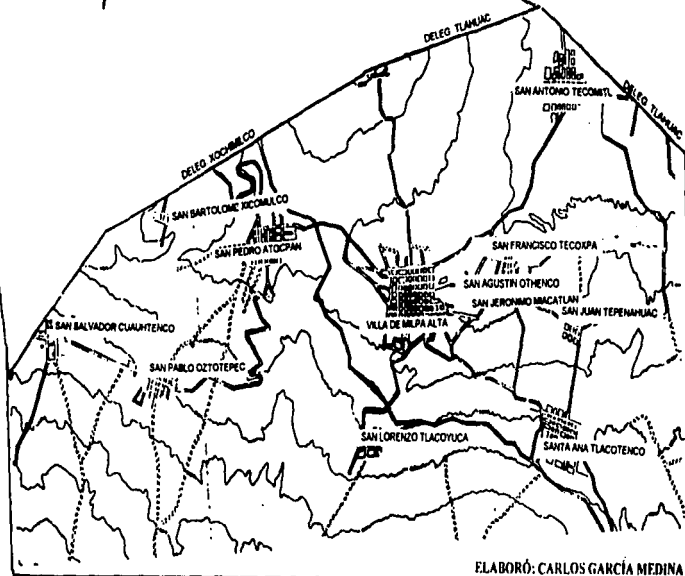 DELEG TLAHUAC
SAN ANTONIO TECOMITL
DELEG TLAHUAC
DELEG XOCHIMILCO
SAN BARTOLOME XICOMULCO
SAN PEDRO ATOCPAN
SAN FRANCISCO TECOXPA
SAN AGUSTIN OTHENCO
SAN JERONIMO MIACATLAN
SAN JUAN TEPENAHUAC
VILLA DE MILPA ALTA
SAN SALVADOR CUAUHTENCO
SAN PABLO OZTOTEPEC
SAN LORENZO TLACOYUCA
SANTA ANA TLACOTENCO
ELABORÓ: CARLOS GARCÍA MEDINA